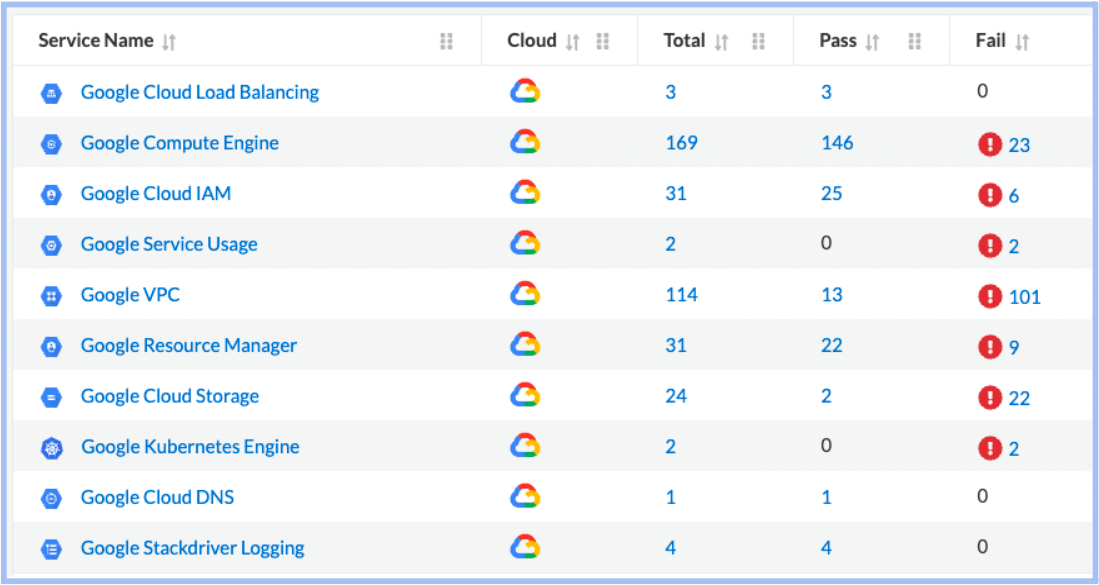 Service Name Cloud Total Pass Fail
Google Cloud Load Balancing 3 3 0
Google Compute Engine 169 146 23
Google Cloud IAM 31 25 6
Google Service Usage 2 0 2
Google VPC 114 13 101
Google Resource Manager 31 22 9
Google Cloud Storage 24 2 22
Google Kubernetes Engine 2 0 2
Google Cloud DNS 1 1 0
Google Stackdriver Logging 4 4 0